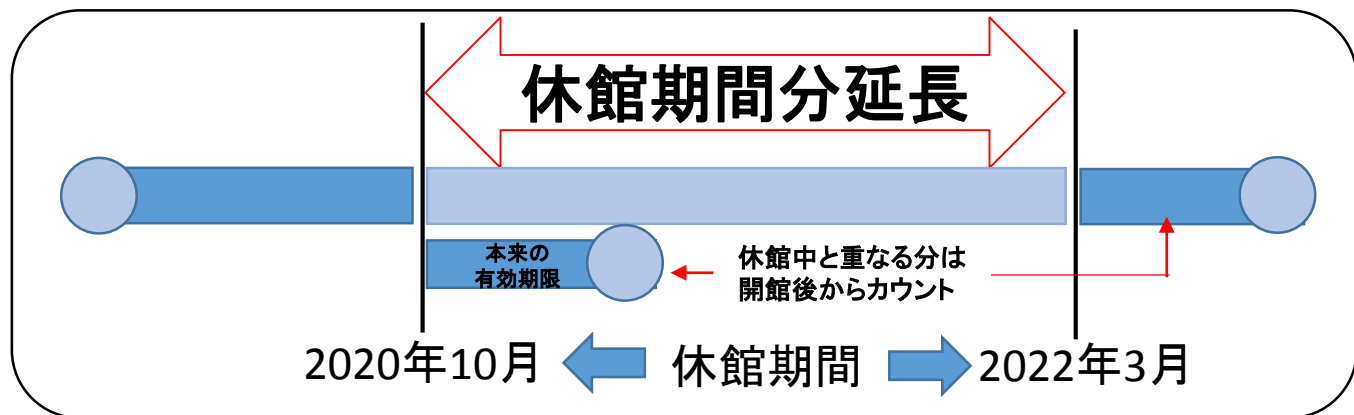 休館期間分延長
本来の
有効期限
休館中と重なる分は
開館後からカウント
2020年10月
休館期間
2022年3月